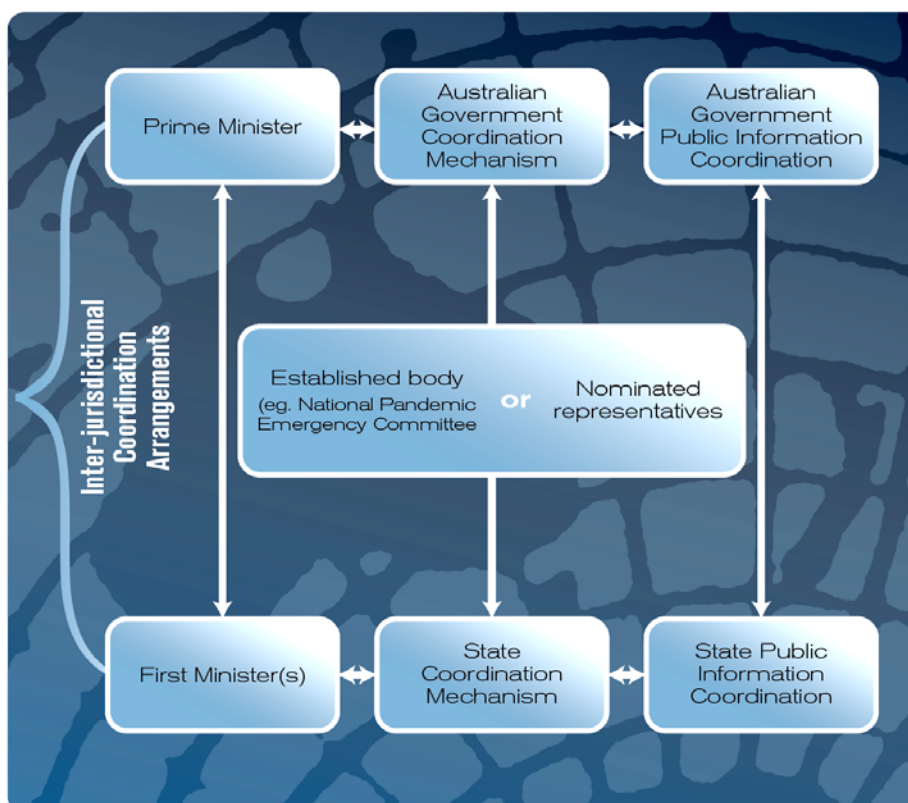 Prime Minister
Australian
Government
Coordination
Mechanism
Australian
Government
Public Information
Coordination
Inter-jurisdictional
Coordination
Arrangements
Established body
(eg. National Pandemic
Emergency Committee
or
Nominated
representatives
First Minister(s)
State
Coordination
Mechanism
State Public
Information
Coordination